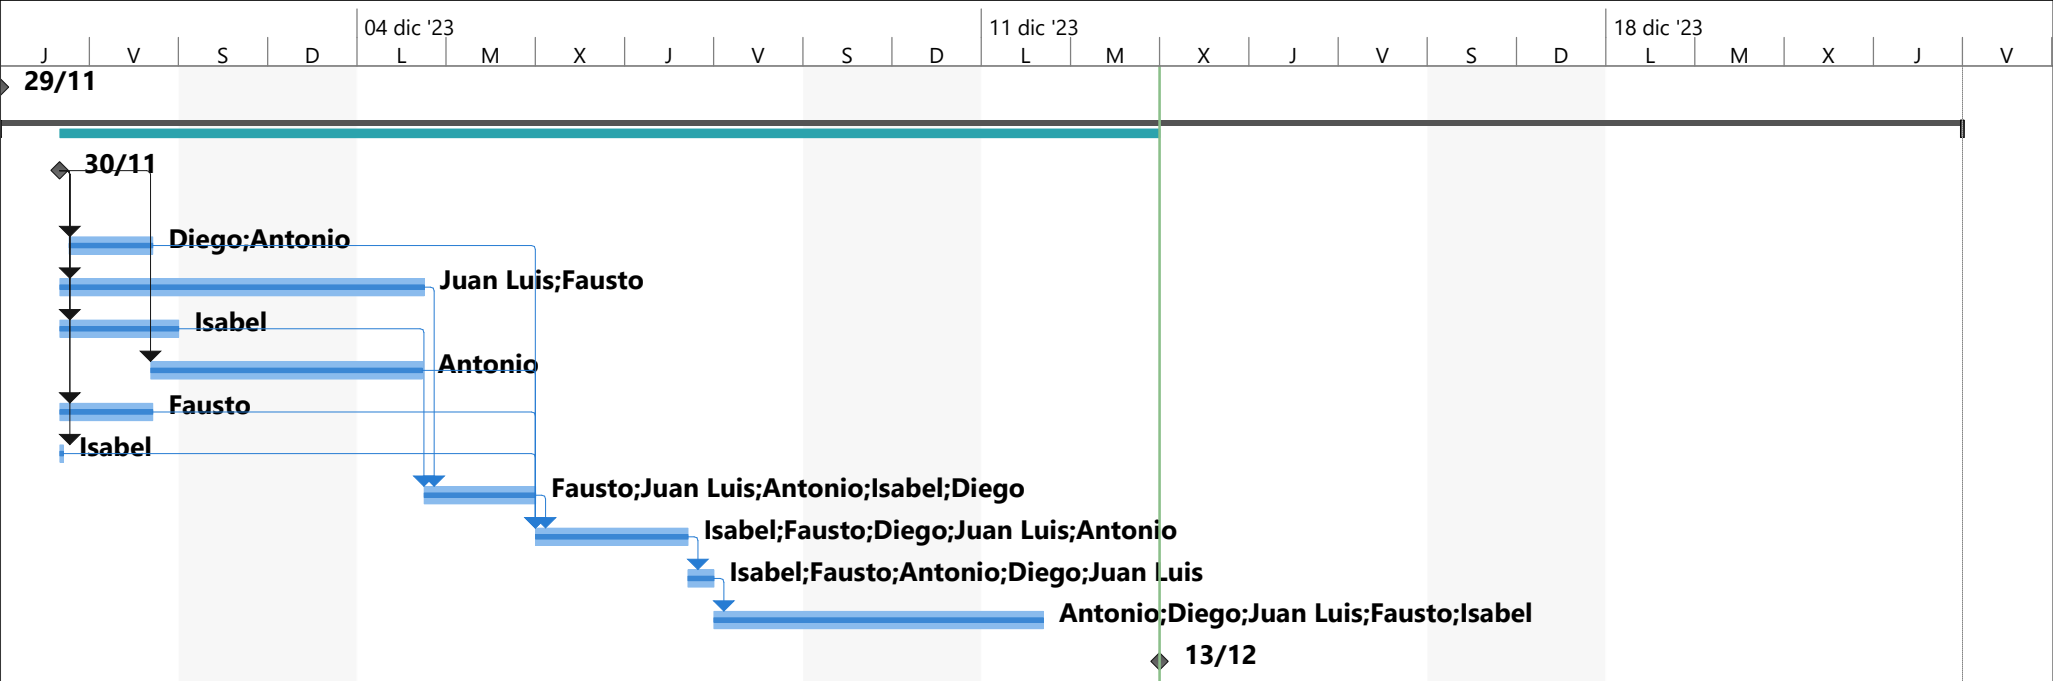 04 dic '23 11 dic '23 18 dic '23
J V S D L M X J V S D L M X J V S D L M X J V
29/11
30/11
Diego;Antonio
Juan Luis;Fausto
Isabel
Antonio
Fausto
Isabel
Fausto;Juan Luis;Antonio;Isabel;Diego
Isabel;Fausto;Diego;Juan Luis;Antonio
Isabel;Fausto;Antonio;Diego;Juan Luis
Antonio;Diego;Juan Luis;Fausto;Isabel
13/12